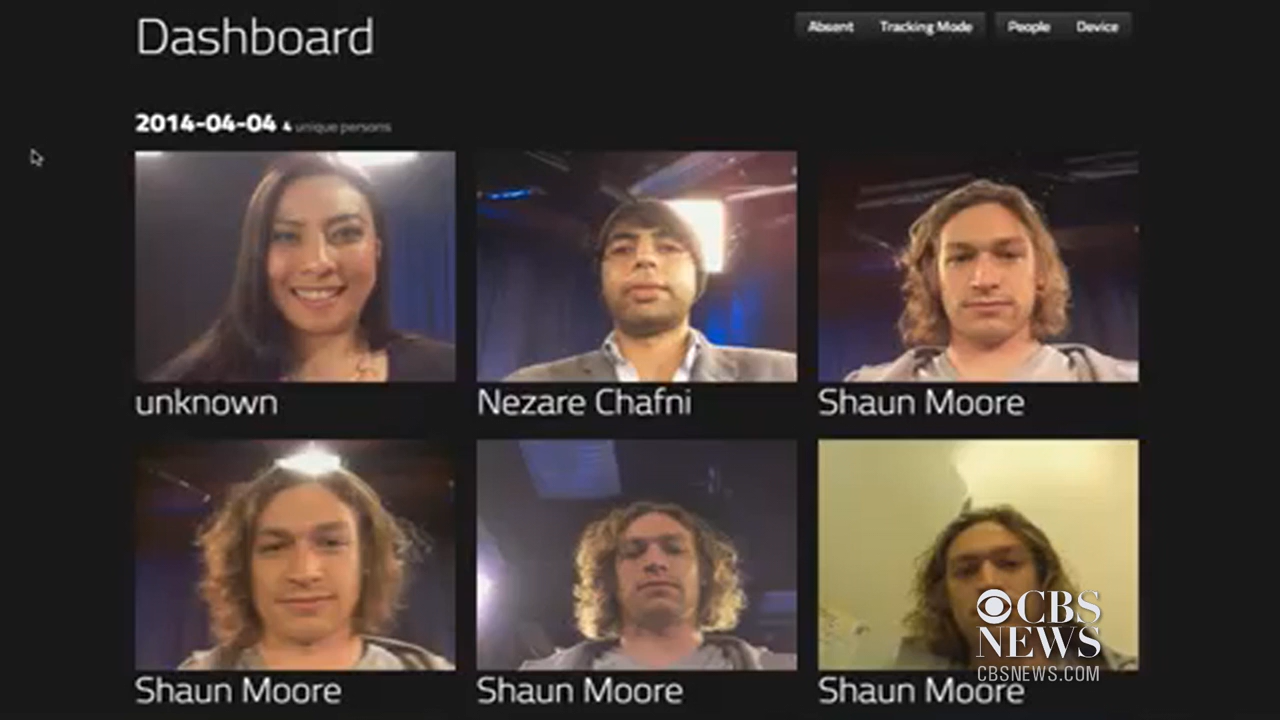 Dashboard
Absent Tracking Mode People Device
2014-04-04 4 unique persons
unknown Nezare Chafni Shaun Moore
Shaun Moore Shaun Moore Shaun Moore
CBS
NEWS
CBSNEWS.COM